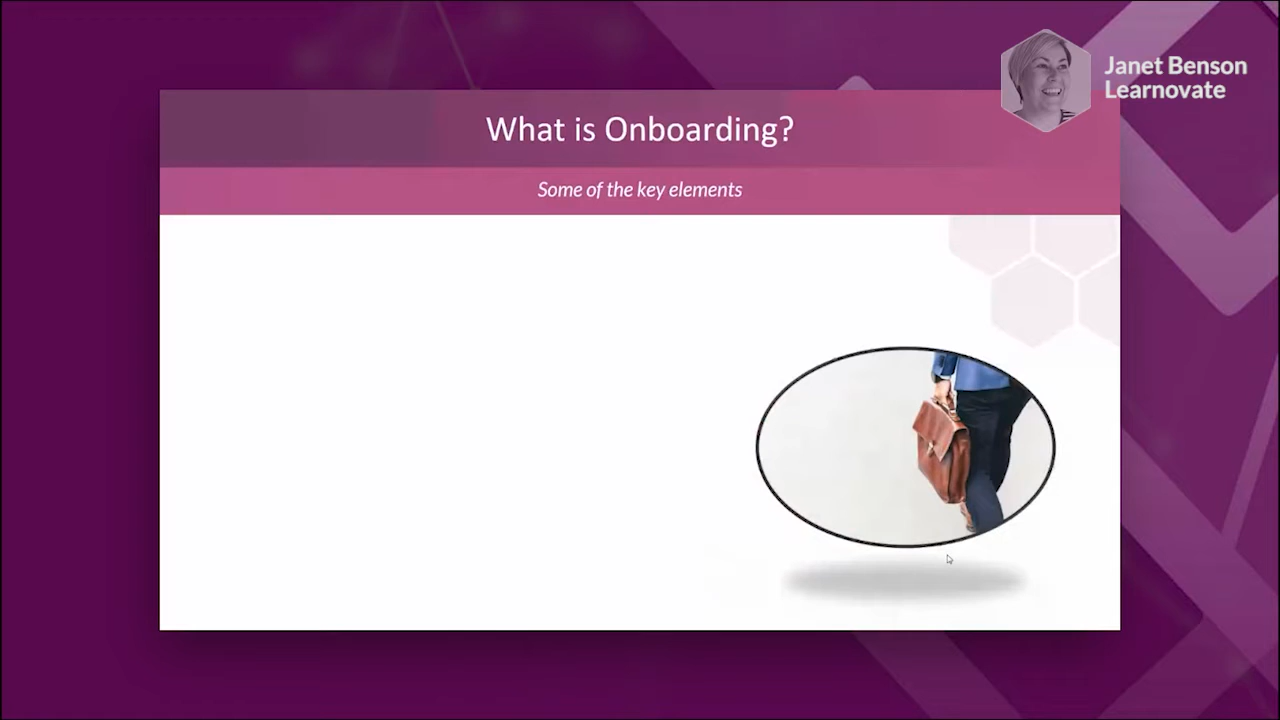 Janet Benson
Learnovate
What is Onboarding?
Some of the key elements